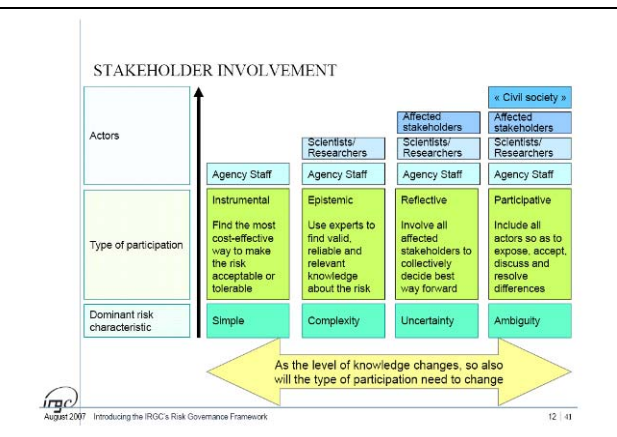 STAKEHOLDER INVOLVEMENT
« Civil society »
Actors
Affected
stakeholders
Affected
stakeholders
Scientists/
Researchers
Scientists/
Researchers
Scientists/
Researchers
Agency Staff
Agency Staff
Agency Staff
Agency Staff
Type of participation
Instrumental
Find the most
cost-effective
way to make
the risk
acceptable or
tolerable
Epistemic
Use experts to
find valid,
reliable and
relevant
knowledge
about the risk
Reflective
Involve all
affected
stakeholders to
collectively
decide best
way forward
Participative
Include all
actors so as to
expose, accept,
discuss and
resolve
differences
Dominant risk
characteristic
Simple
Complexity
Uncertainty
Ambiguity
As the level of knowledge changes, so also
will the type of participation need to change
irgc
August 2007 Introducing the IRGC's Risk Governance Framework
12 | 41